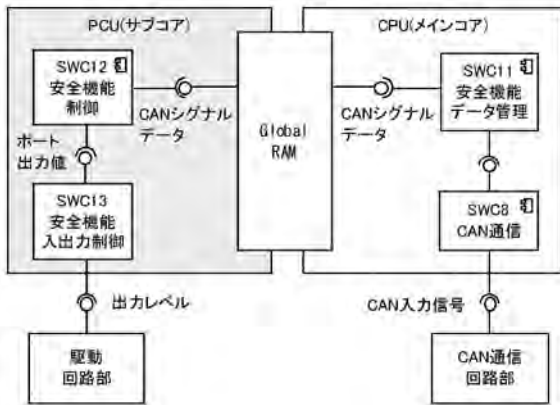 PCU(サブコア)
CPU(メインコア)
SWC12
安全機能
制御
CANシグナル
データ
Global
RAM
CANシグナル
データ
SWC11
安全機能
データ管理
ポート
出力値
SWC13
安全機能
入出力制御
SWC8
CAN通信
出力レベル
CAN入力信号
駆動
回路部
CAN通信
回路部